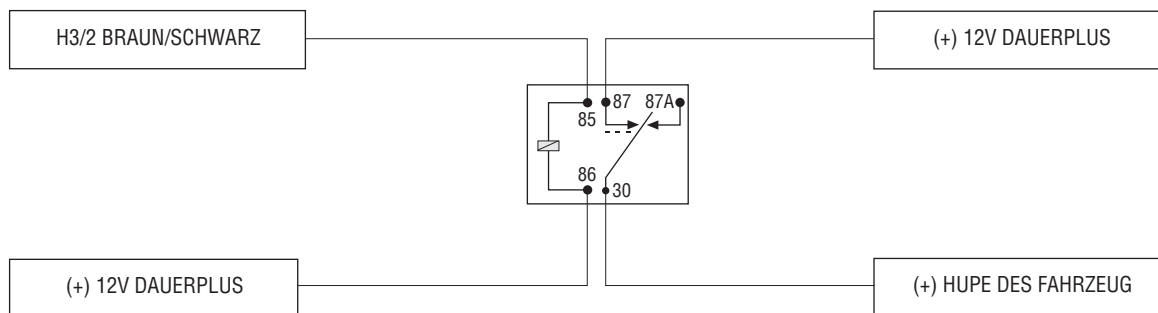 H3/2 BRAUN/SCHWARZ
(+) 12V DAUERPLUS
87 87A
85
86
30
(+) 12V DAUERPLUS
(+) HUPE DES FAHRZEUG